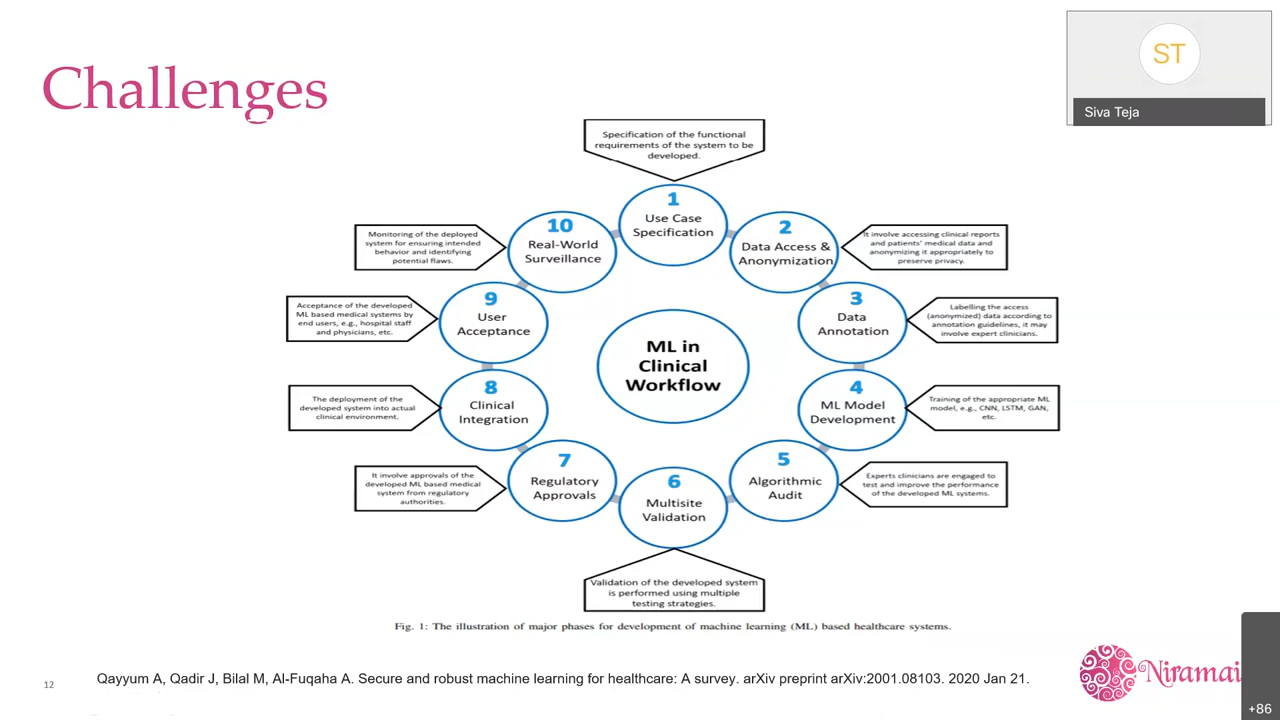 Challenges
ST
Siva Teja
Specification of the functional
requirements of the system to be
developed.
1
Use Case
Specification
2
Data Access &
Anonymization
It involve accessing clinical reports
and patients' medical data and
anonymizing it appropriately to
preserve privacy.
3
Data
Annotation
Labelling the access
(anonymized) data according to
annotation guidelines, it may
involve expert clinicians.
4
ML Model
Development
Training of the appropriate ML
model, e.g., CNN, LSTM, GAN,
etc.
5
Algorithmic
Audit
Experts clinicians are engaged to
test and improve the performance
of the developed ML systems.
6
Multisite
Validation
Validation of the developed system
is performed using multiple
testing strategies.
7
Regulatory
Approvals
It involve approvals of the
developed ML based medical
system from regulatory
authorities.
8
Clinical
Integration
The deployment of the
developed system into actual
clinical environment.
9
User
Acceptance
Acceptance of the developed
ML based medical systems by
end users, e.g., hospital staff
and physicians, etc.
10
Real-World
Surveillance
Monitoring of the deployed
system for ensuring intended
behavior and identifying
potential flaws.
ML in
Clinical
Workflow
Fig. 1: The illustration of major phases for development of machine learning (ML) based healthcare systems.
12
Qayyum A, Qadir J, Bilal M, Al-Fuqaha A. Secure and robust machine learning for healthcare: A survey. arXiv preprint arXiv:2001.08103. 2020 Jan 21.
Niramai
+86